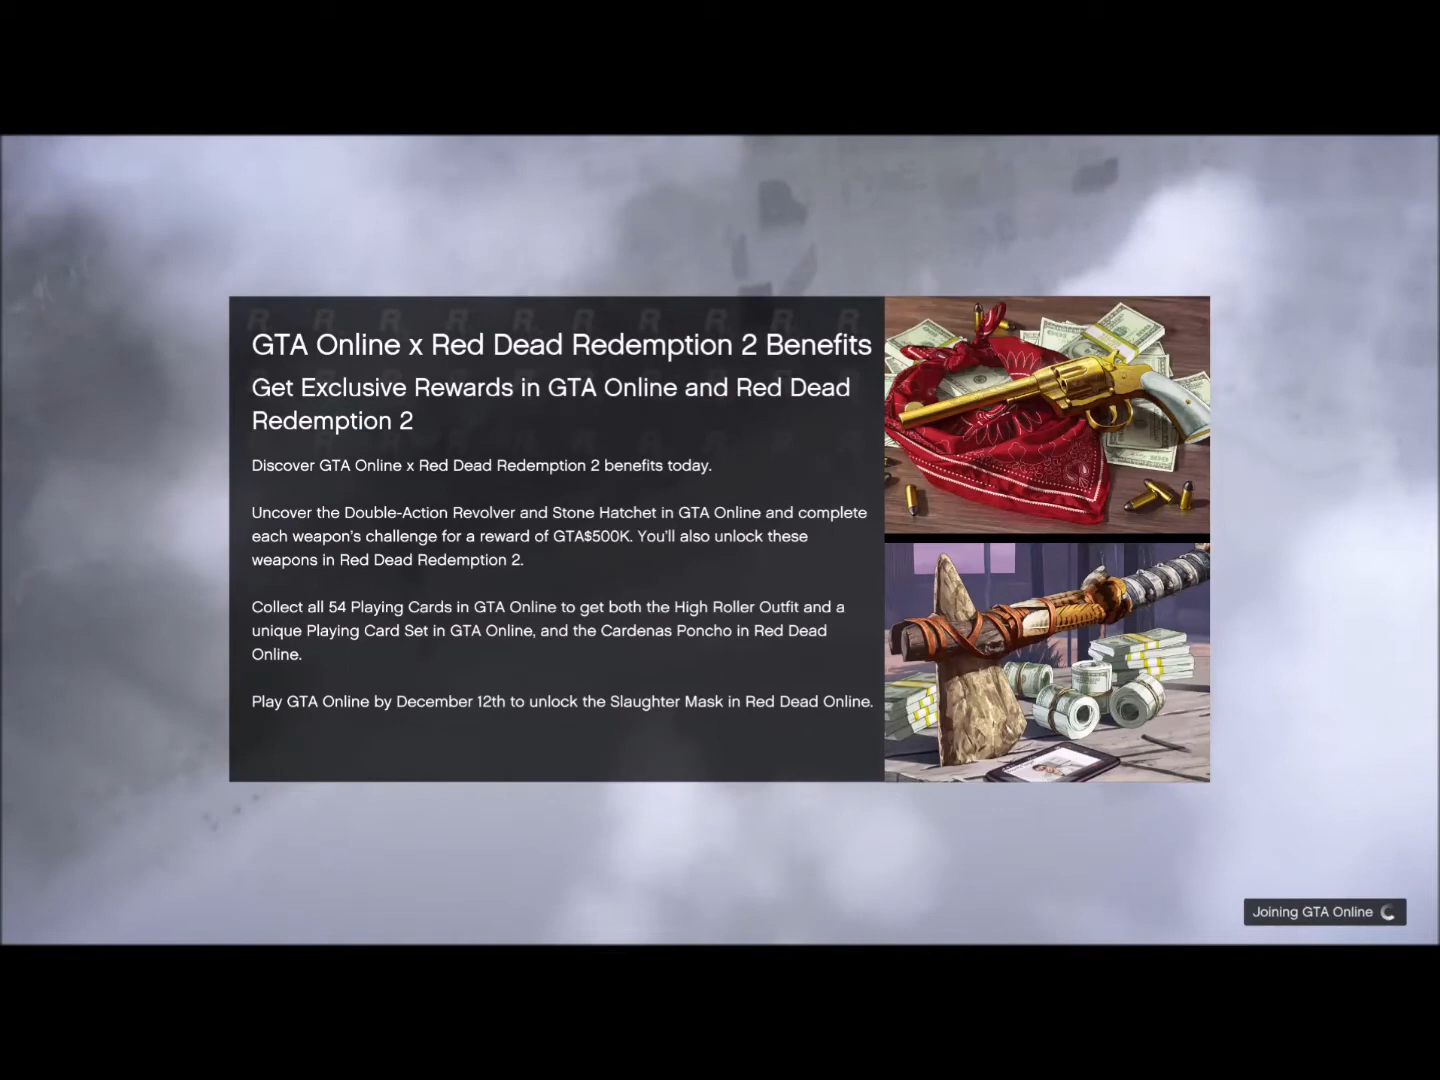 GTA Online x Red Dead Redemption 2 Benefits
Get Exclusive Rewards in GTA Online and Red Dead
Redemption 2
Discover GTA Online x Red Dead Redemption 2 benefits today.
Uncover the Double-Action Revolver and Stone Hatchet in GTA Online and complete
each weapon's challenge for a reward of GTA$500K. You'll also unlock these
weapons in Red Dead Redemption 2.
Collect all 54 Playing Cards in GTA Online to get both the High Roller Outfit and a
unique Playing Card Set in GTA Online, and the Cardenas Poncho in Red Dead
Online.
Play GTA Online by December 12th to unlock the Slaughter Mask in Red Dead Online.
Joining GTA Online